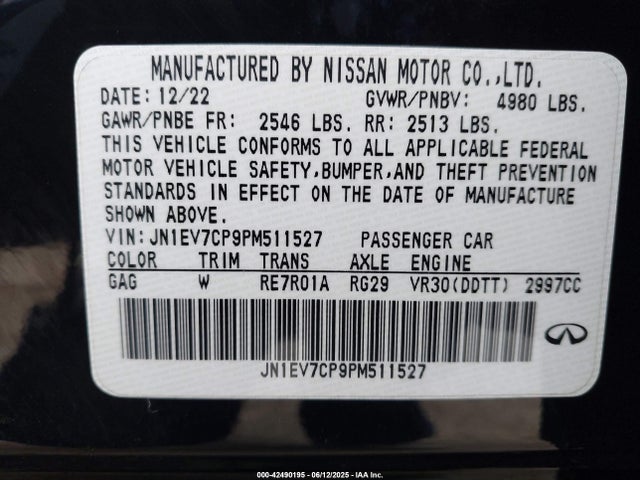 MANUFACTURED BY NISSAN MOTOR CO.,LTD.
DATE: 12/22 GVWR/PNBV: 4980 LBS.
GAWR/PNBE FR: 2546 LBS. RR: 2513 LBS.
THIS VEHICLE CONFORMS TO ALL APPLICABLE FEDERAL
MOTOR VEHICLE SAFETY,BUMPER,AND THEFT PREVENTION
STANDARDS IN EFFECT ON THE DATE OF MANUFACTURE
SHOWN ABOVE.
VIN:JN1EV7CP9PM511527 PASSENGER CAR
COLOR TRIM TRANS AXLE ENGINE
GAG W RE7R01A RG29 VR30(DDTT) 2997CC
JN1EV7CP9PM511527
000-42490195 - 06/12/2025 - IAA Inc.